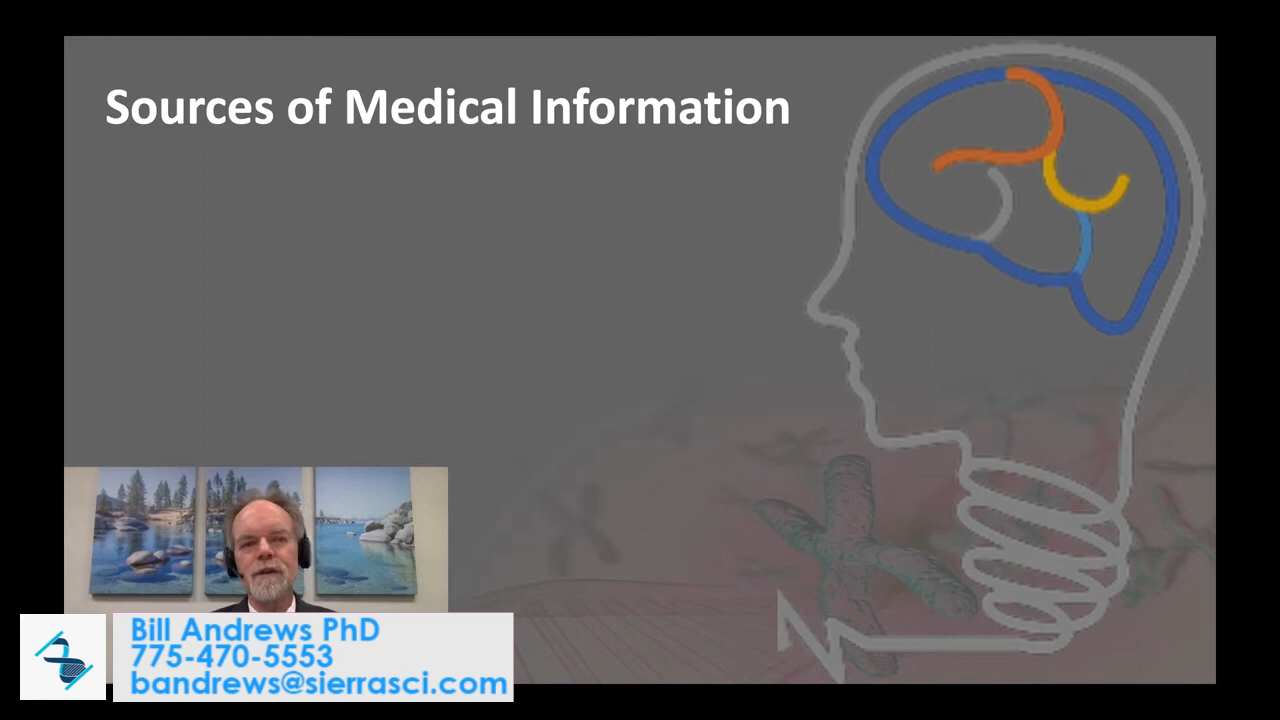 Sources of Medical Information
Bill Andrews PhD
775-470-5553
bandrews@sierrasci.com